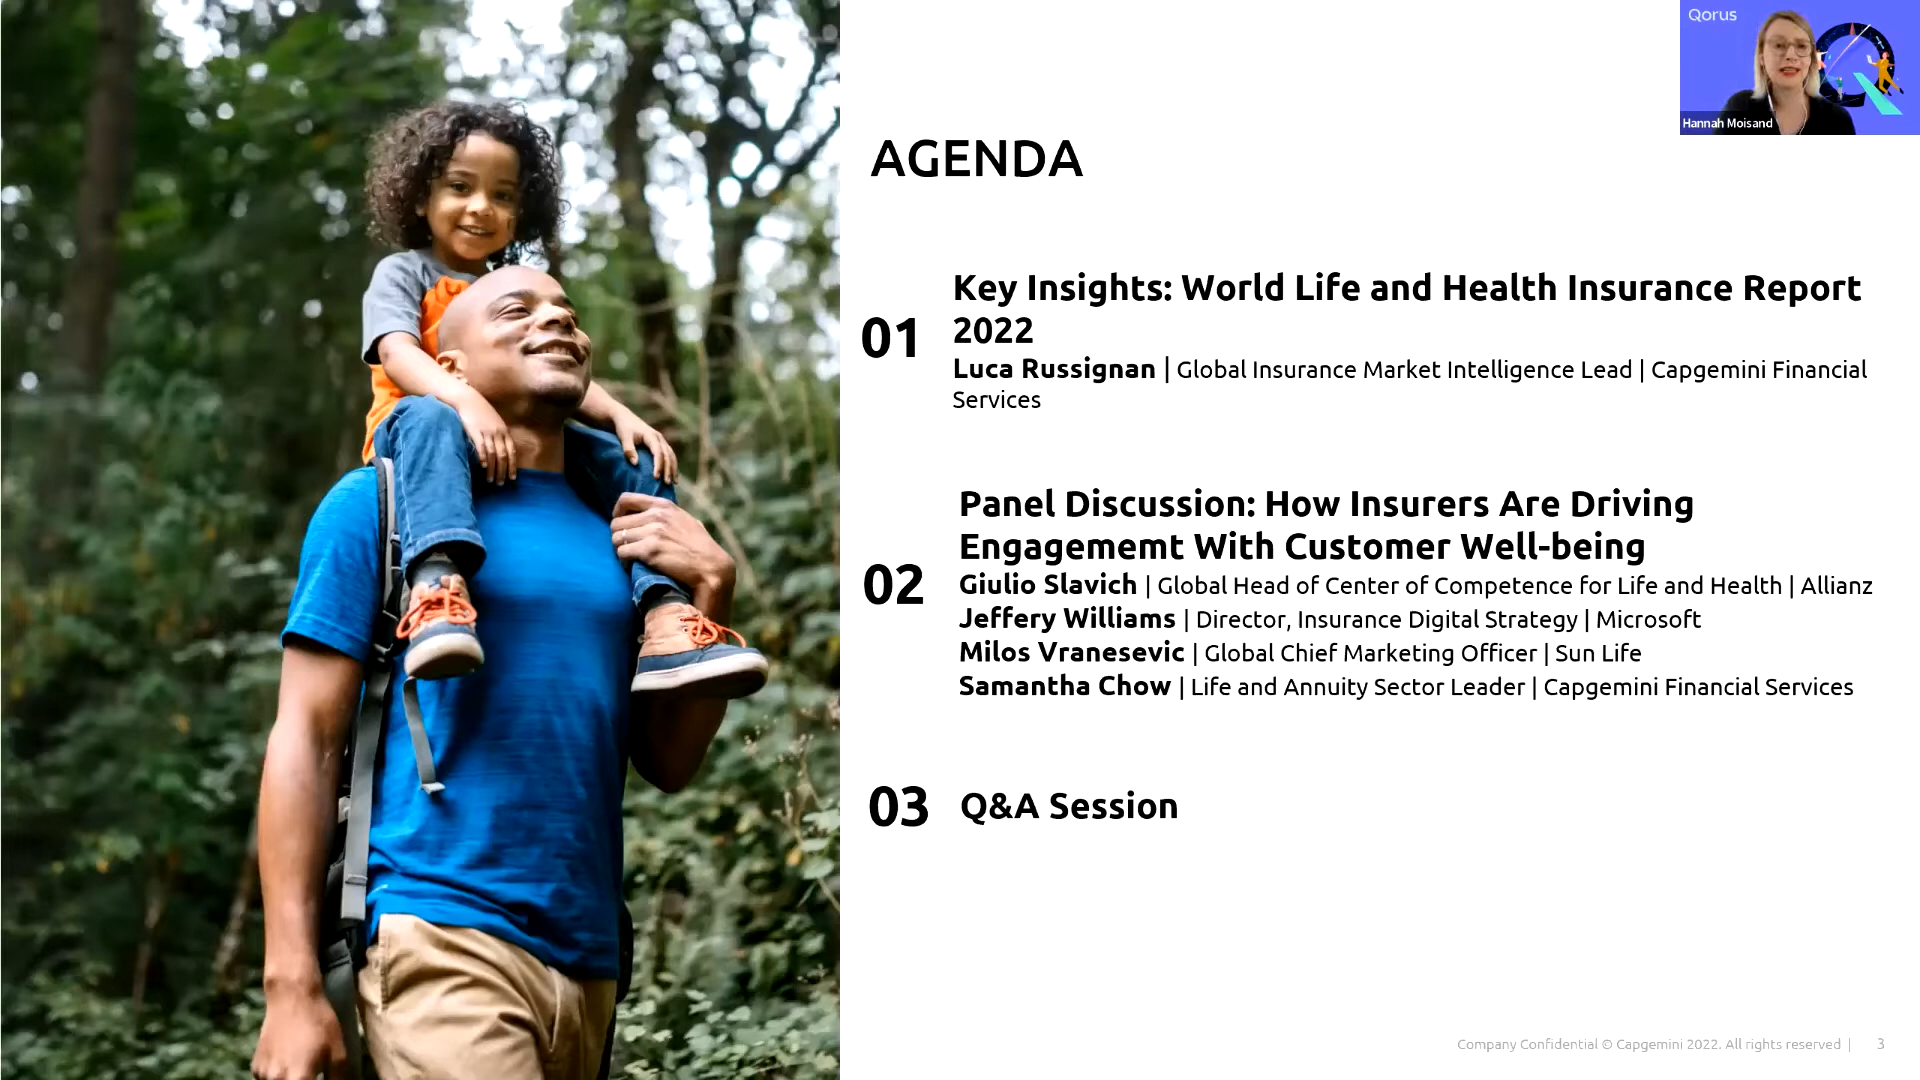 Qorus
Hannah Moisand
AGENDA
01
Key Insights: World Life and Health Insurance Report
2022
Luca Russignan | Global Insurance Market Intelligence Lead | Capgemini Financial
Services
02
Panel Discussion: How Insurers Are Driving
Engagememt With Customer Well-being
Giulio Slavich | Global Head of Center of Competence for Life and Health | Allianz
Jeffery Williams | Director, Insurance Digital Strategy | Microsoft
Milos Vranesevic | Global Chief Marketing Officer | Sun Life
Samantha Chow | Life and Annuity Sector Leader | Capgemini Financial Services
03
Q&A Session
Company Confidential © Capgemini 2022. All rights reserved | 3